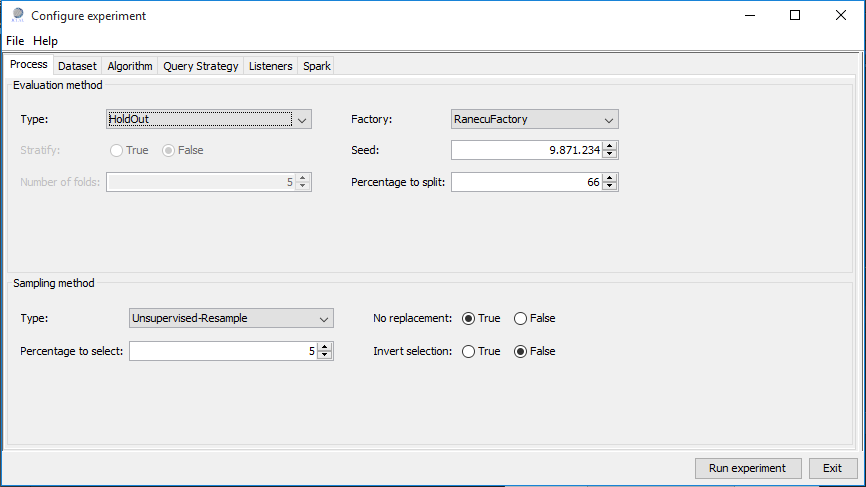 Configure experiment
File Help
Process Dataset Algorithm Query Strategy Listeners Spark
Evaluation method
Type: HoldOut Factory: RanecuFactory
Stratify: True False Seed: 9.871.234
Number of folds: 5 Percentage to split: 66
Sampling method
Type: Unsupervised-Resample No replacement: True False
Percentage to select: 5 Invert selection: True False
Run experiment Exit